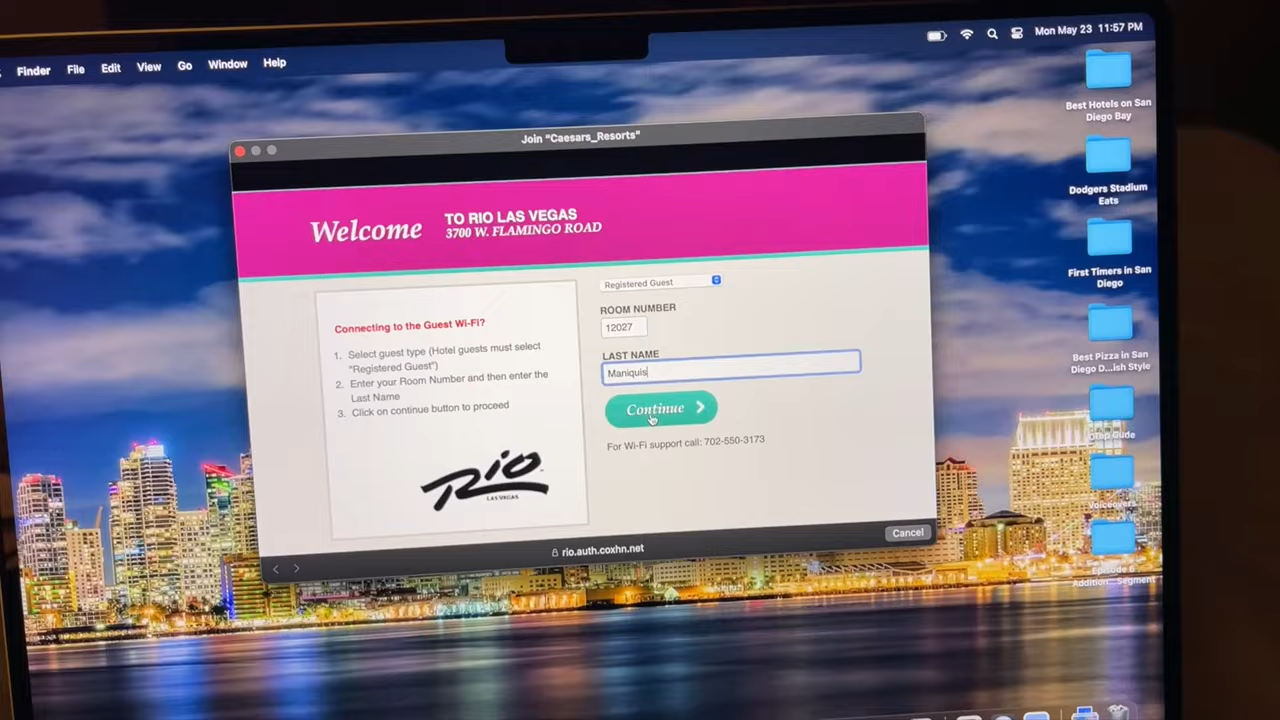 Finder File Edit View Go Window Help
Mon May 23 11:57 PM
Join "Caesars_Resorts"
Welcome
TO RIO LAS VEGAS
3700 W. FLAMINGO ROAD
Connecting to the Guest Wi-Fi?
1. Select guest type (Hotel guests must select
"Registered Guest")
2. Enter your Room Number and then enter the
Last Name
3. Click on continue button to proceed
Rio
LAS VEGAS
Registered Guest
ROOM NUMBER
12027
LAST NAME
Maniquis
Continue
For Wi-Fi support call: 702-550-3173
Cancel
rio.auth.coxhn.net
Best Hotels on San
Diego Bay
Dodgers Stadium
Eats
First Timers in San
Diego
Best Pizza in San
Diego D...ish Style
Voiceovers
Episode 6
Addition...Segment